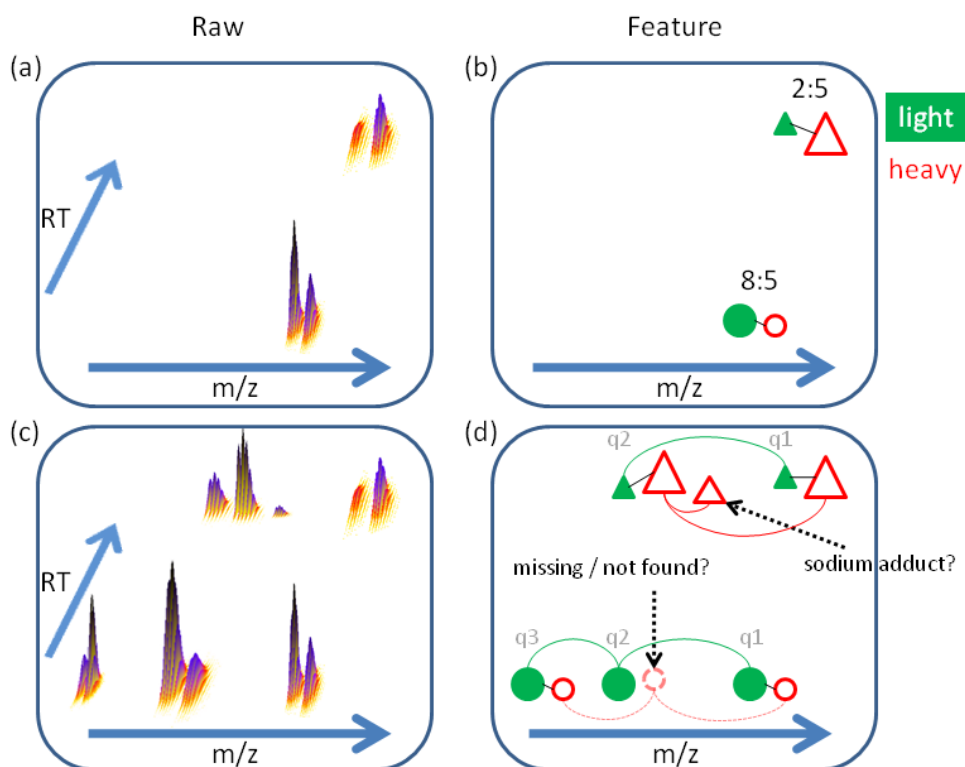 Raw
Feature
(a)
RT
m/z
(b)
2:5
8:5
m/z
light
heavy
(c)
RT
m/z
(d)
q2
q1
missing / not found?
sodium adduct?
q3
q2
q1
m/z